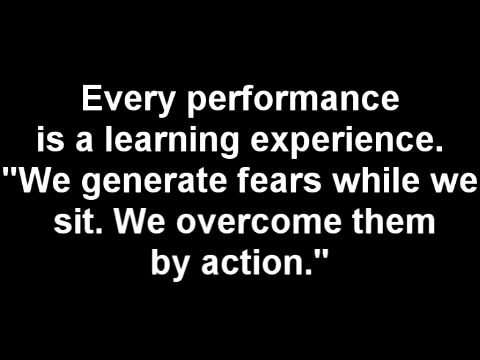 Every performance
is a learning experience.
"We generate fears while we
sit. We overcome them
by action."